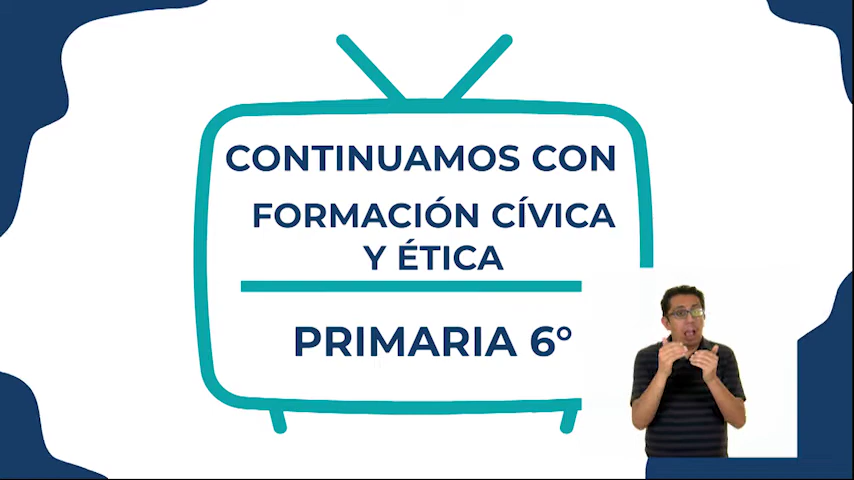 CONTINUAMOS CON
FORMACIÓN CÍVICA
Y ÉTICA
PRIMARIA 6°